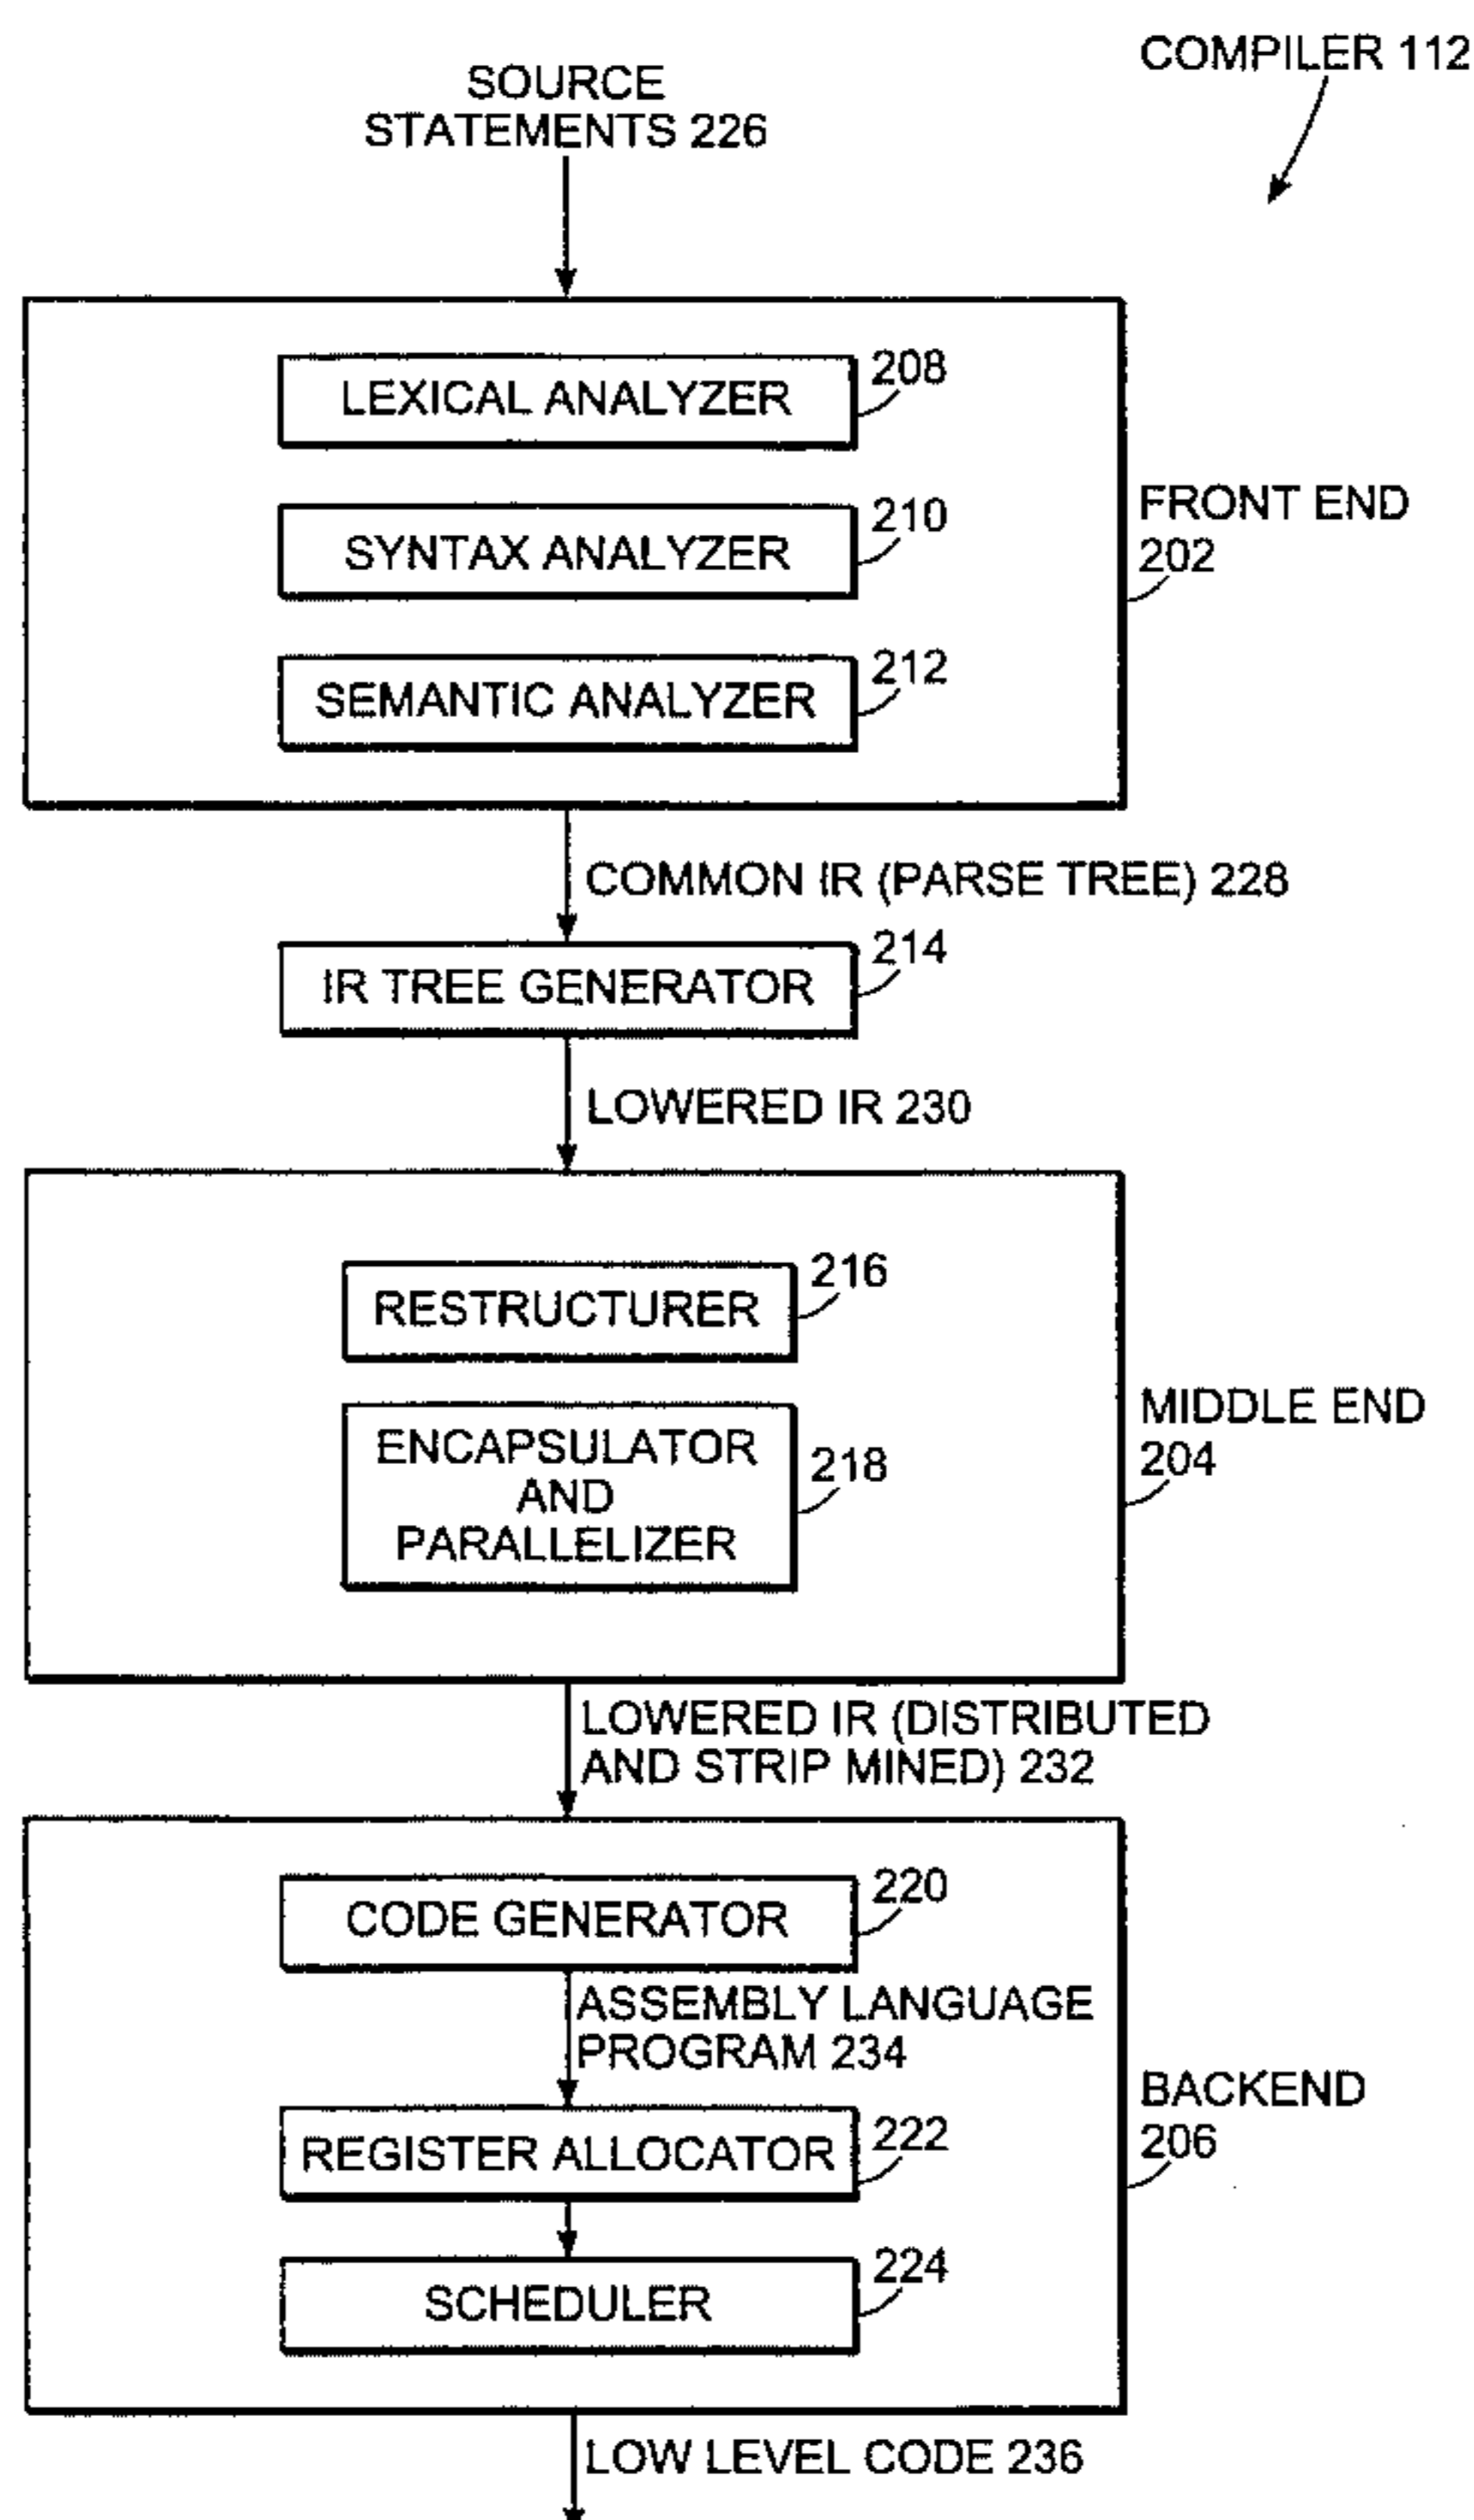 COMPILER 112
SOURCE
STATEMENTS 226
LEXICAL ANALYZER
208
SYNTAX ANALYZER
210
SEMANTIC ANALYZER
212
FRONT END
202
COMMON IR (PARSE TREE) 228
IR TREE GENERATOR
214
LOWERED IR 230
RESTRUCTURER
216
ENCAPSULATOR
AND
PARALLELIZER
218
MIDDLE END
204
LOWERED IR (DISTRIBUTED
AND STRIP MINED) 232
CODE GENERATOR
220
ASSEMBLY LANGUAGE
PROGRAM 234
REGISTER ALLOCATOR
222
SCHEDULER
224
BACKEND
206
LOW LEVEL CODE 236